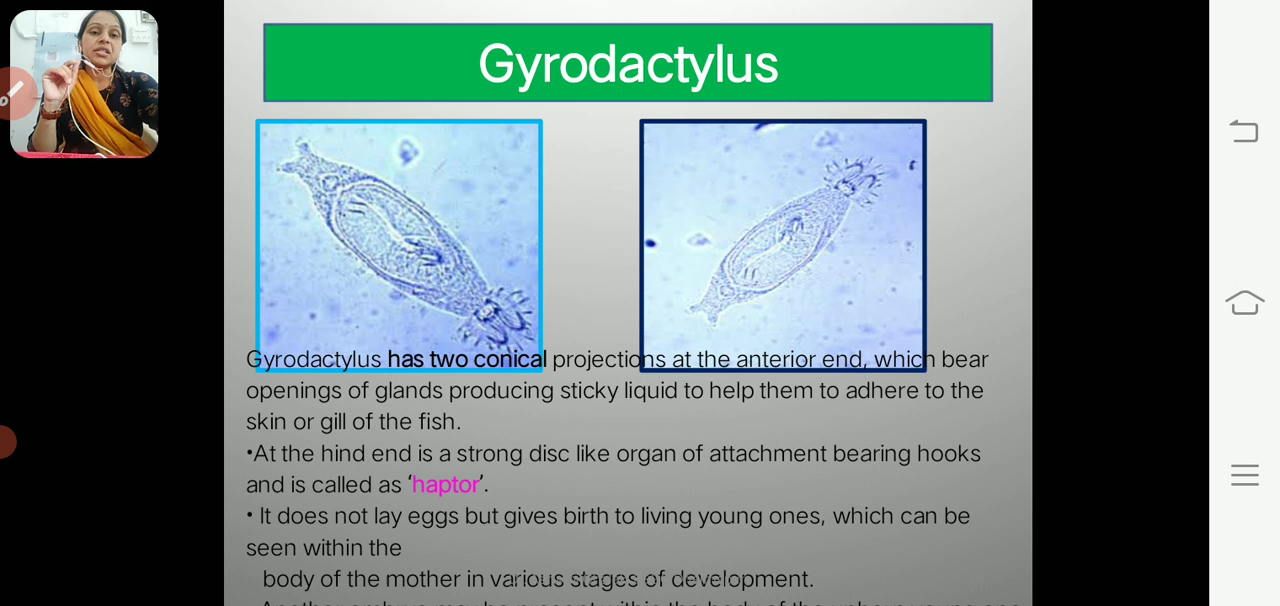 Gyrodactylus
Gyrodactylus has two conical projections at the anterior end, which bear
openings of glands producing sticky liquid to help them to adhere to the
skin or gill of the fish.
•At the hind end is a strong disc like organ of attachment bearing hooks
and is called as ‘haptor’.
• It does not lay eggs but gives birth to living young ones, which can be
seen within the
body of the mother in various stages of development.